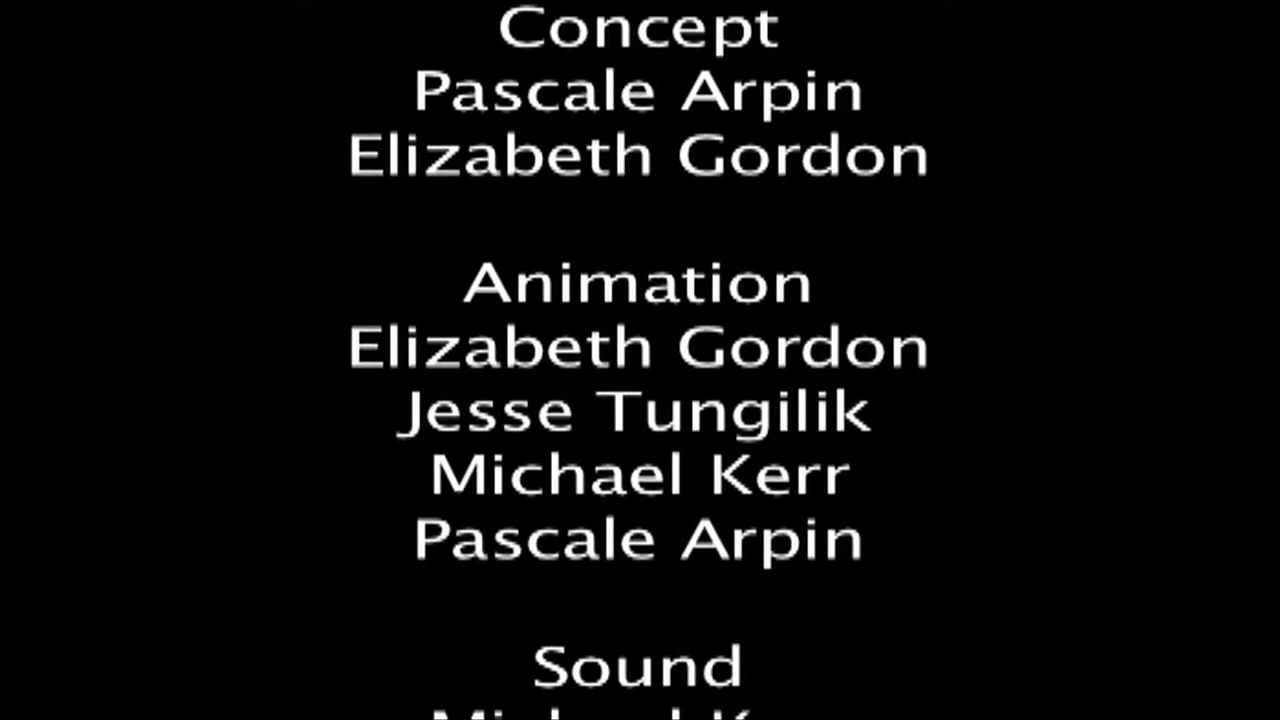 Concept
Pascale Arpin
Elizabeth Gordon
Animation
Elizabeth Gordon
Jesse Tungilik
Michael Kerr
Pascale Arpin
Sound